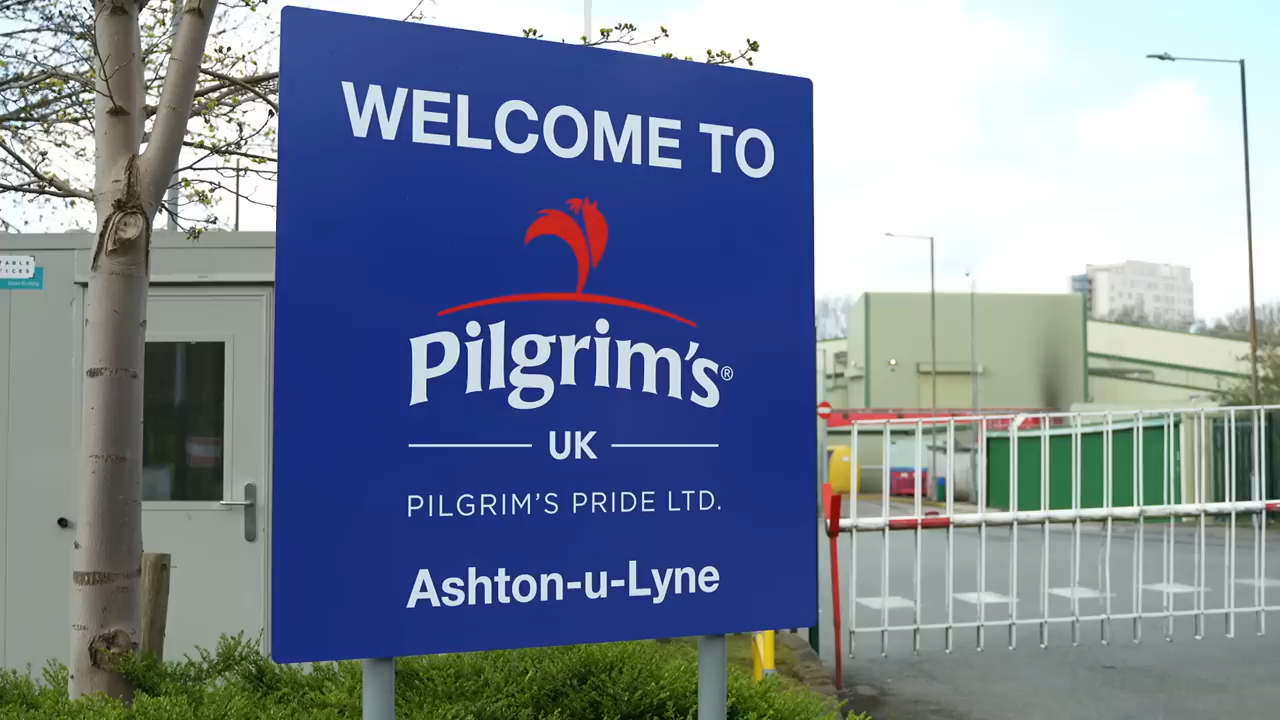 WELCOME TO
Pilgrim's®
UK
PILGRIM'S PRIDE LTD.
Ashton-u-Lyne